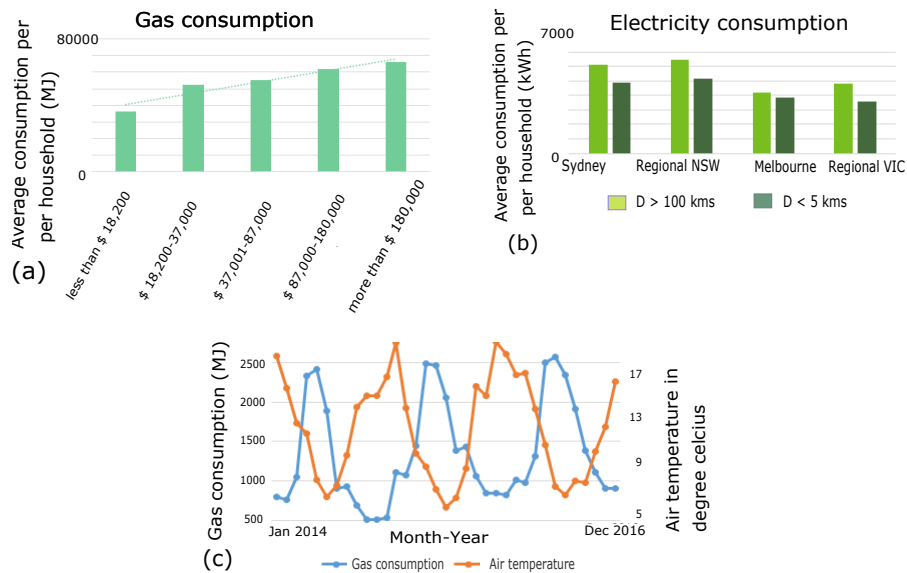 Gas consumption
80000
0
Average consumption per
per household (MJ)
less than $ 18,200
$ 18,200-37,000
$ 37,001-87,000
$ 87,000-180,000
more than $ 180,000
(a)
Electricity consumption
7000
0
Average consumption per
per household (kWh)
Sydney
Regional NSW
Melbourne
Regional VIC
D > 100 kms
D < 5 kms
(b)
Gas consumption (MJ)
2500
2000
1500
1000
500
17
13
9
5
Air temperature in
degree celcius
Jan 2014
Month-Year
Dec 2016
(c)
Gas consumption
Air temperature